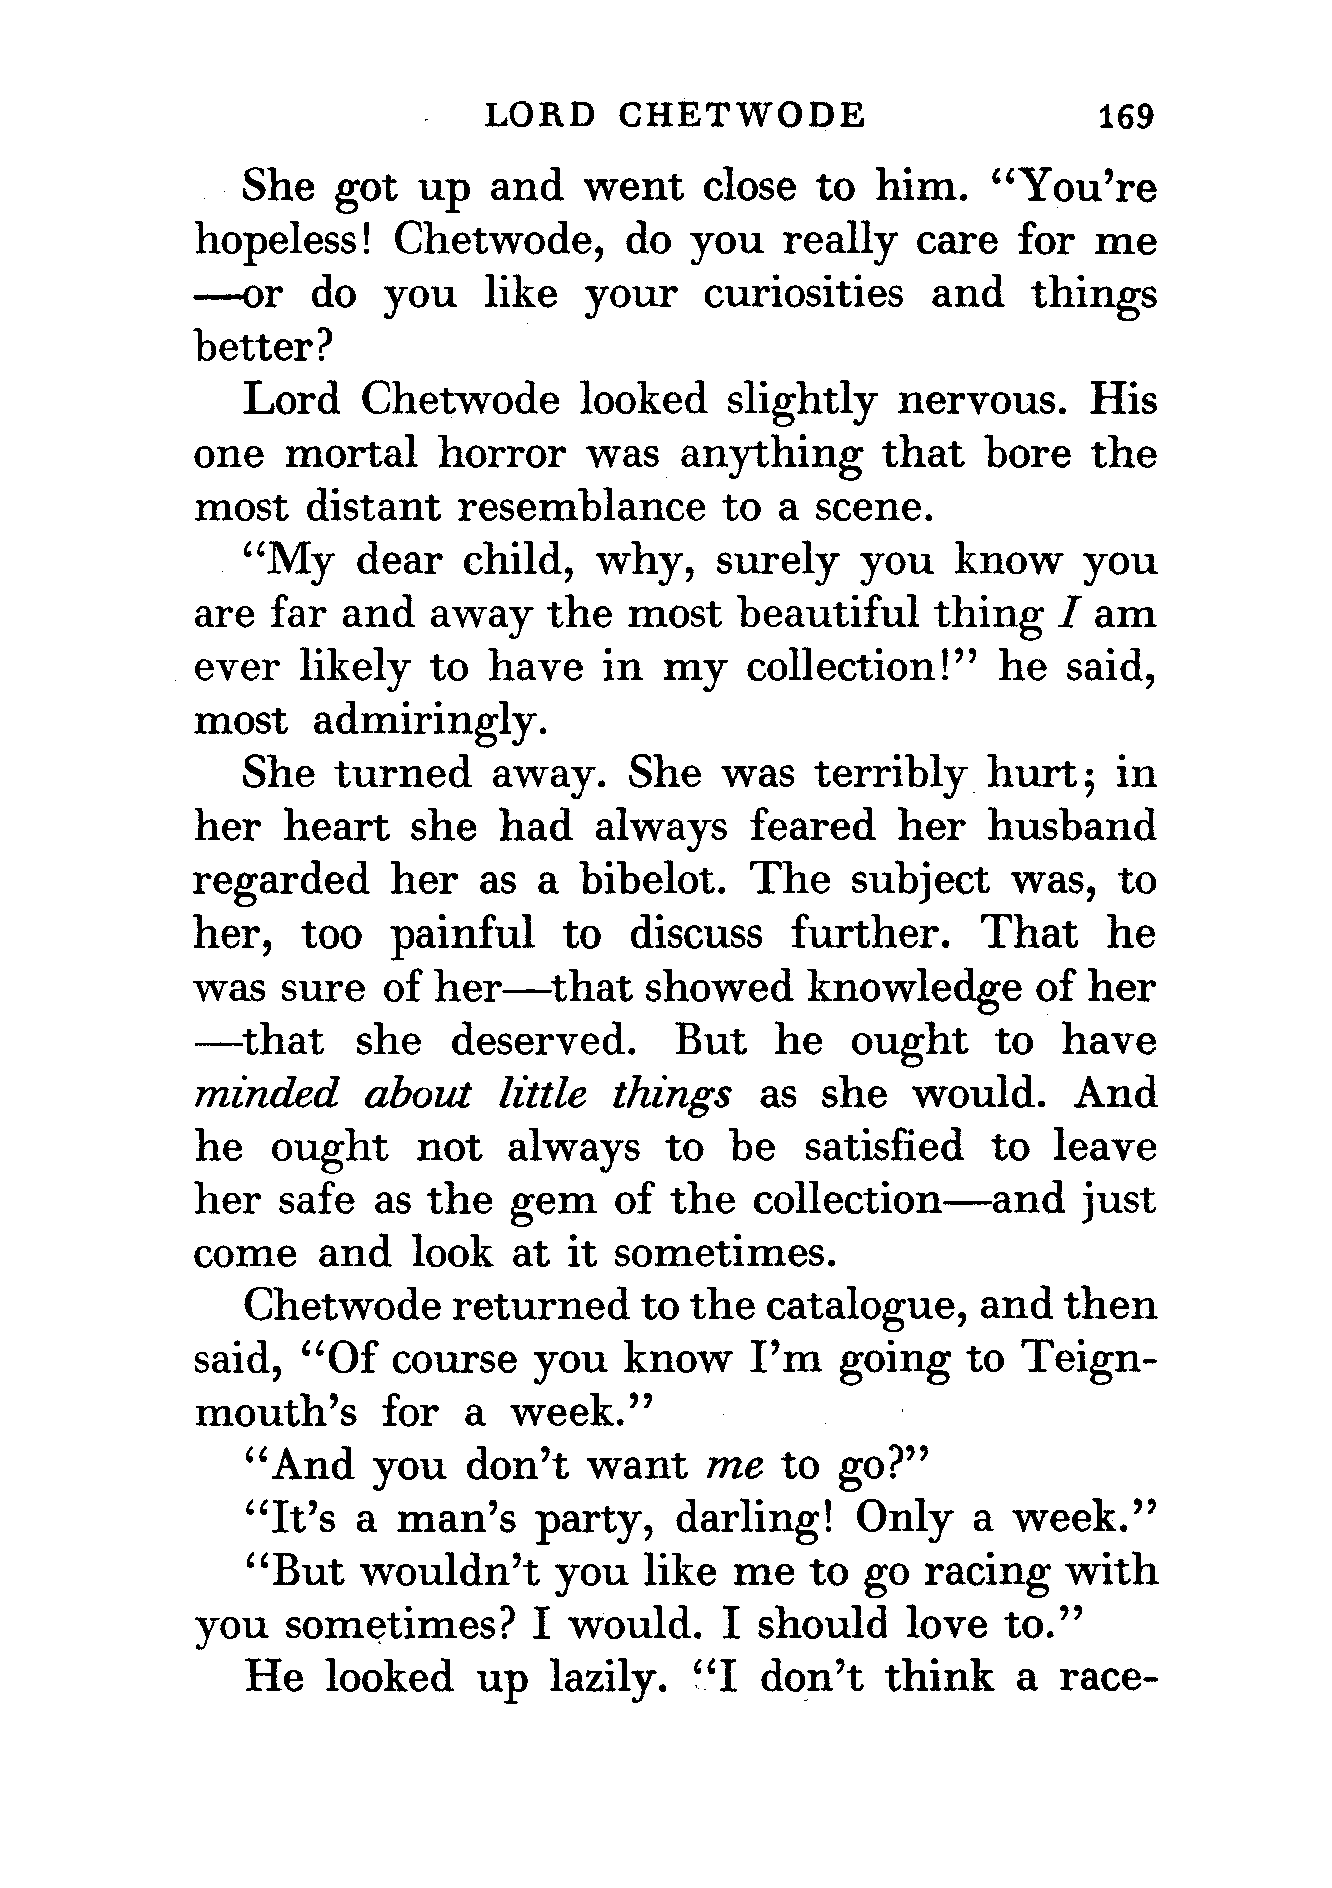 LORD CHETWODE 169
She got up and went close to him. "You're
hopeless! Chetwode, do you really care for me
—or do you like your curiosities and things
better?
Lord Chetwode looked slightly nervous. His
one mortal horror was anything that bore the
most distant resemblance to a scene.
"My dear child, why, surely you know you
are far and away the most beautiful thing I am
ever likely to have in my collection!" he said,
most admiringly.
She turned away. She was terribly hurt; in
her heart she had always feared her husband
regarded her as a bibelot. The subject was, to
her, too painful to discuss further. That he
was sure of her—that showed knowledge of her
—that she deserved. But he ought to have
minded about little things as she would. And
he ought not always to be satisfied to leave
her safe as the gem of the collection—and just
come and look at it sometimes.
Chetwode returned to the catalogue, and then
said, "Of course you know I'm going to Teign-
mouth's for a week."
"And you don't want me to go?"
"It's a man's party, darling! Only a week."
"But wouldn't you like me to go racing with
you sometimes? I would. I should love to."
He looked up lazily. "I don't think a race-